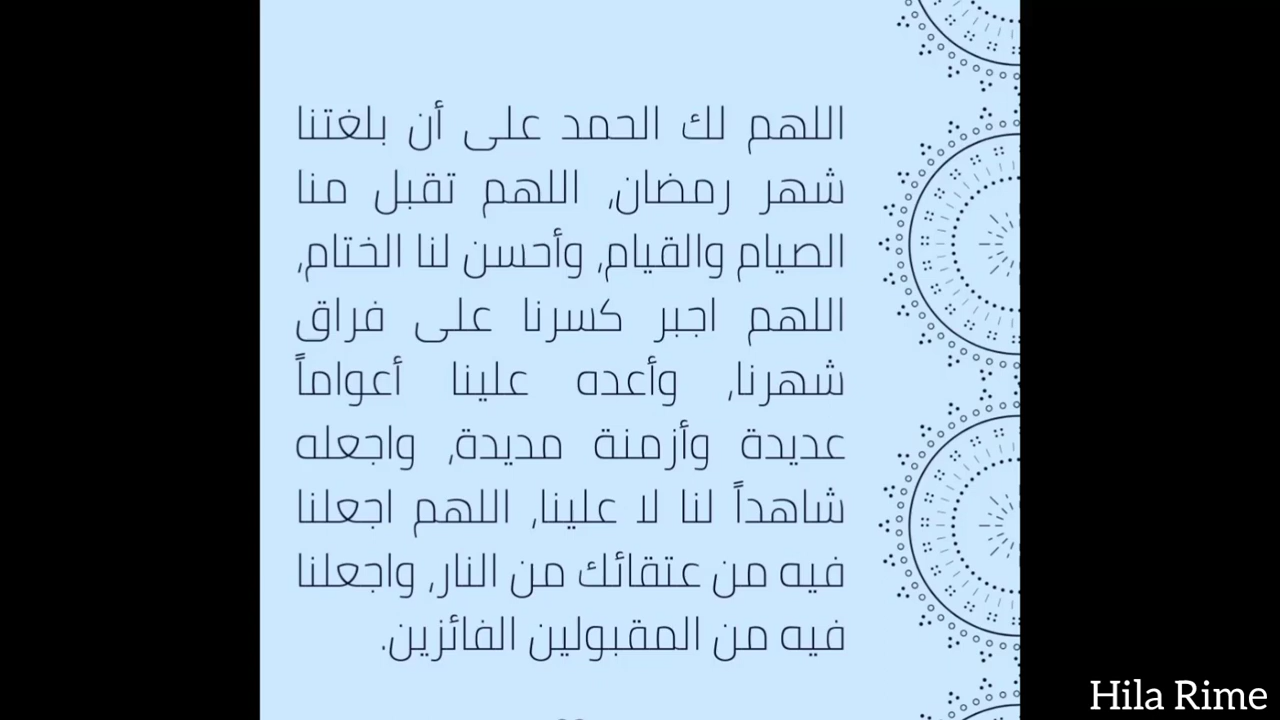 اللهم لك الحمد على أن بلغتنا
شهر رمضان, اللهم تقبل منا
الصيام والقيام, وأحسن لنا الختام,
اللهم اجبر كسرنا على فراق
شهرنا, وأعده علينا أعواماً
عديدة وأزمنة مديدة, واجعله
شاهداً لنا لا علينا, اللهم اجعلنا
فيه من عتقائك من النار, واجعلنا
فيه من المقبولين الفائزين.
Hila Rime